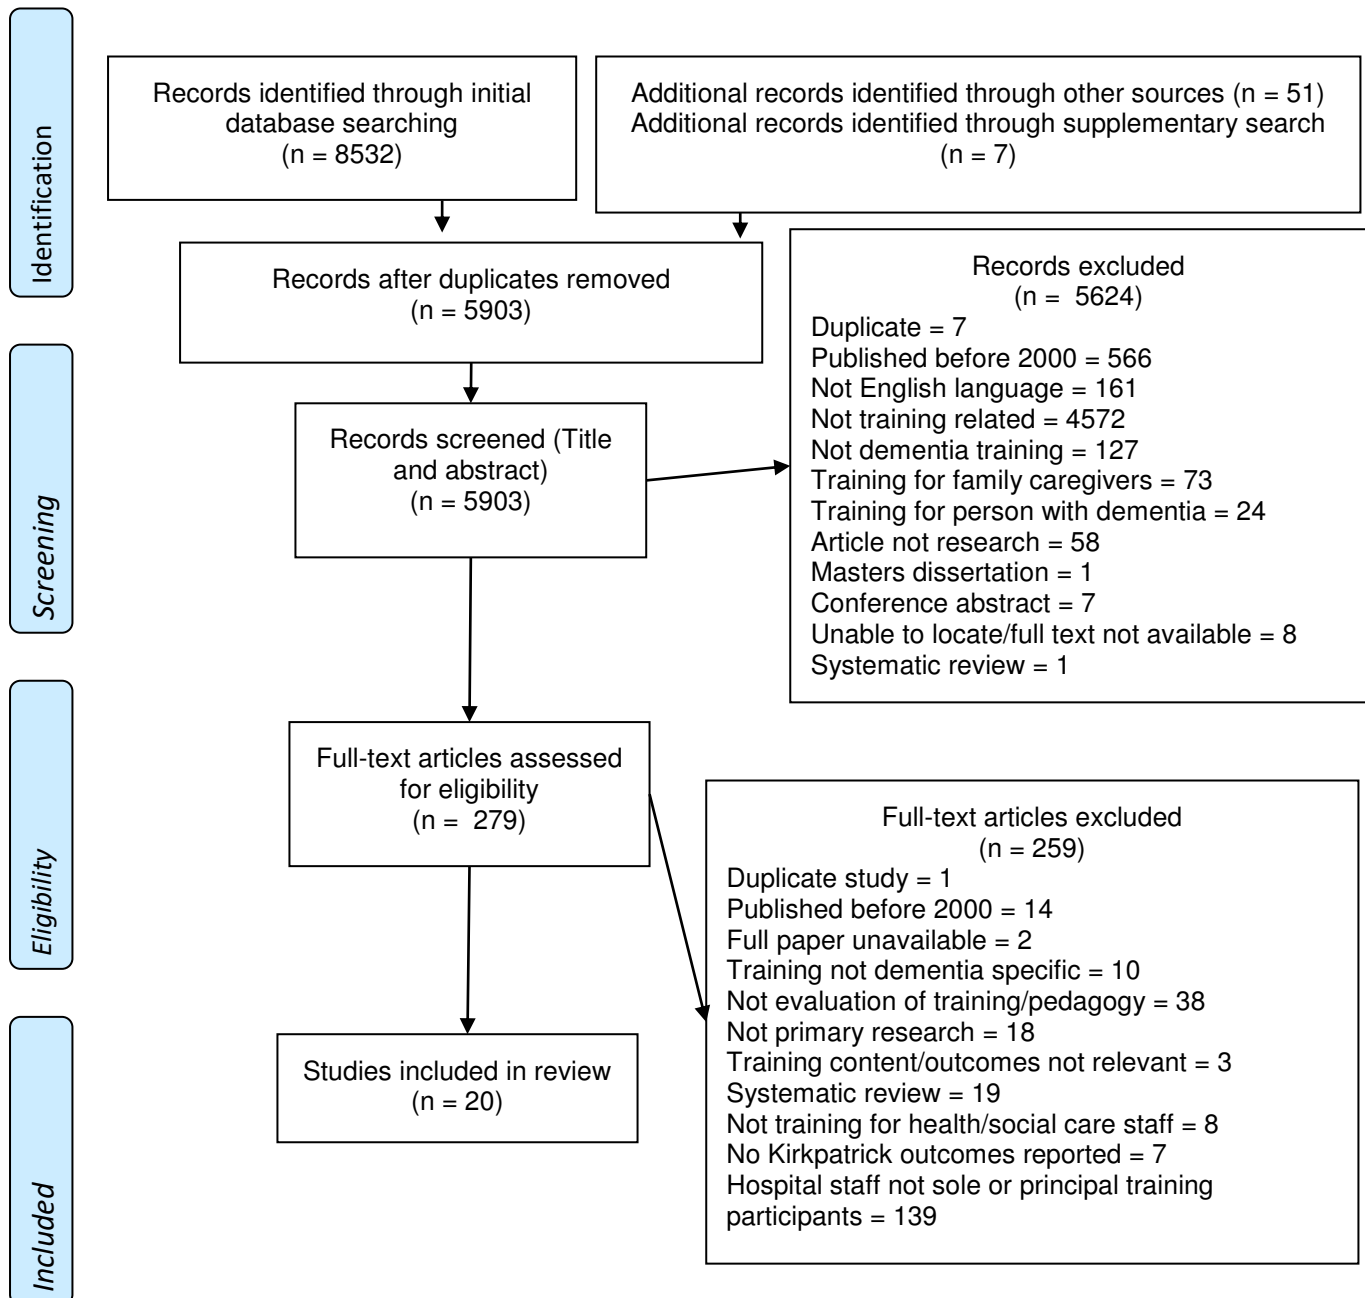 Identification
Records identified through initial
database searching
(n = 8532)
Additional records identified through other sources (n = 51)
Additional records identified through supplementary search
(n = 7)
Records after duplicates removed
(n = 5903)
Records excluded
(n =  5624)
Duplicate = 7
Published before 2000 = 566
Not English language = 161
Not training related = 4572
Not dementia training = 127
Training for family caregivers = 73
Training for person with dementia = 24
Article not research = 58
Masters dissertation = 1
Conference abstract = 7
Unable to locate/full text not available = 8
Systematic review = 1
Screening
Records screened (Title
and abstract)
(n = 5903)
Eligibility
Full-text articles assessed
for eligibility
(n =  279)
Full-text articles excluded
(n = 259)
Duplicate study = 1
Published before 2000 = 14
Full paper unavailable = 2
Training not dementia specific = 10
Not evaluation of training/pedagogy = 38
Not primary research = 18
Training content/outcomes not relevant = 3
Systematic review = 19
Not training for health/social care staff = 8
No Kirkpatrick outcomes reported = 7
Hospital staff not sole or principal training
participants = 139
Included
Studies included in review
(n = 20)